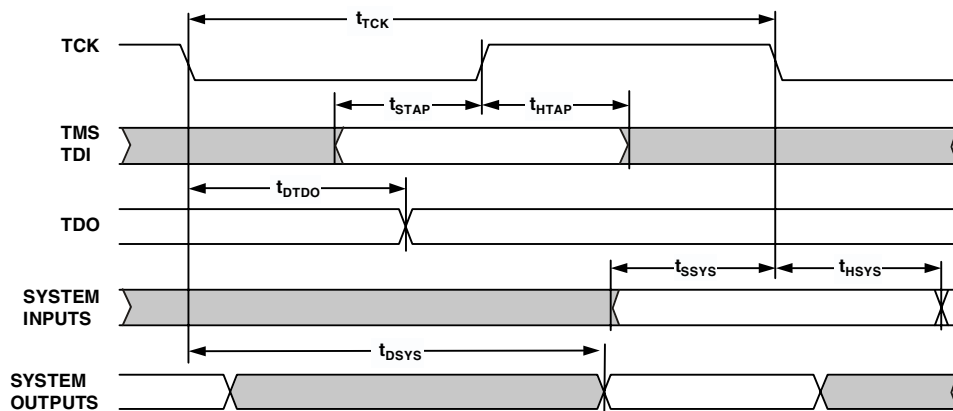 tTCK
TCK
tSTAP
tHTAP
TMS
TDI
tDTDO
TDO
tSSYS
tHSYS
SYSTEM
INPUTS
tDSYS
SYSTEM
OUTPUTS